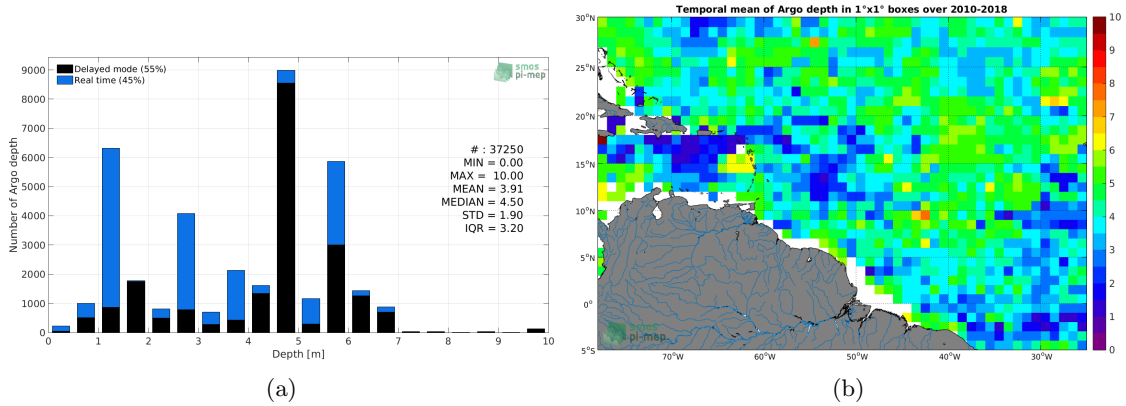 Delayed mode (55%)
Real time (45%)
smos
pi-mep
Number of Argo depth
9000
8000
7000
6000
5000
4000
3000
2000
1000
0
# : 37250
MIN = 0.00
MAX = 10.00
MEAN = 3.91
MEDIAN = 4.50
STD = 1.90
IQR = 3.20
0 1 2 3 4 5 6 7 8 9 10
Depth [m]
(a)
Temporal mean of Argo depth in 1°x1° boxes over 2010-2018
30°N
25°N
20°N
15°N
10°N
5°N
0°
5°S
70°W 60°W 50°W 40°W 30°W
smos
pi-mep
10
9
8
7
6
5
4
3
2
1
0
(b)